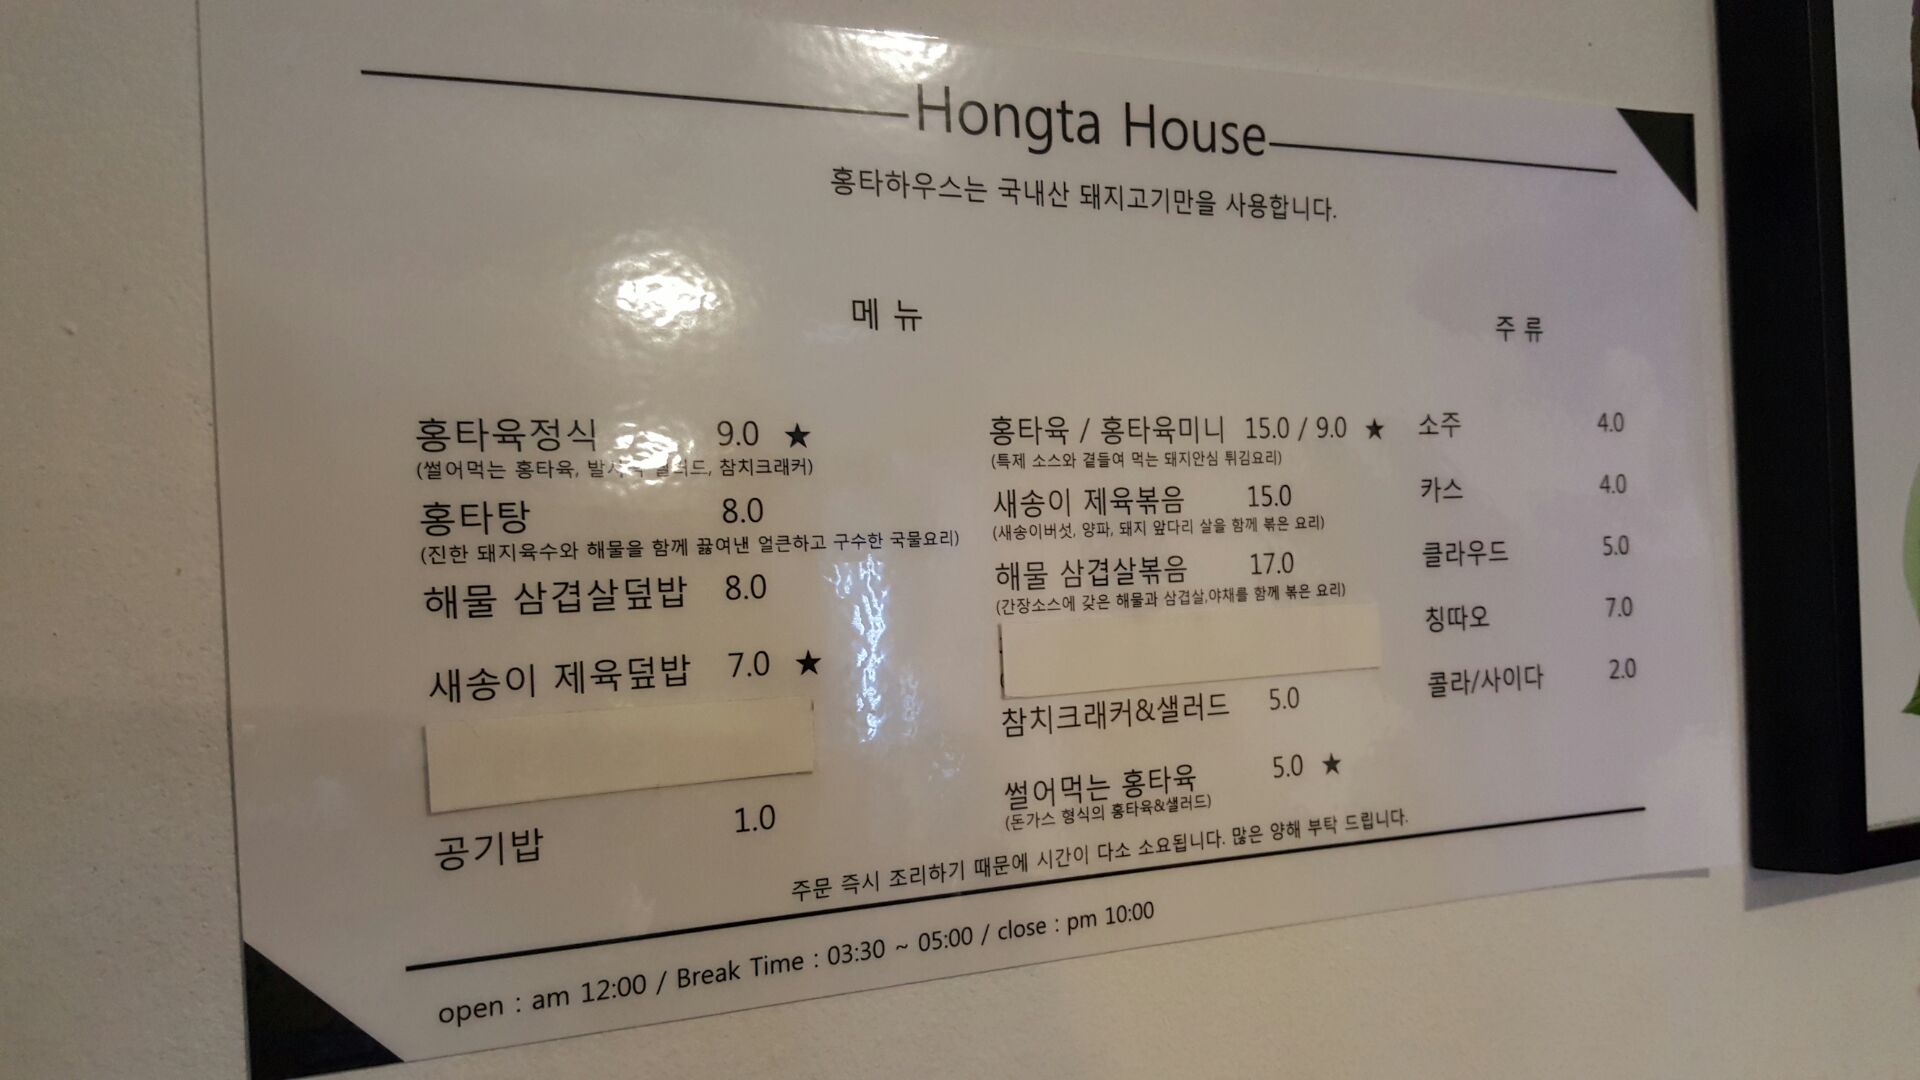 Hongta House
홍타하우스는 국내산 돼지고기만을 사용합니다.
메 뉴
홍타육정식 9.0 ★
(썰어먹는 홍타육, 참치크래커)
홍타탕 8.0
(진한 돼지육수와 해물을 함께 끓여낸 얼큰하고 구수한 국물요리)
해물 삼겹살덮밥 8.0
새송이 제육덮밥 7.0 ★
공기밥 1.0
홍타육 / 홍타육미니 15.0 / 9.0 ★
(특제 소스와 곁들여 먹는 돼지안심 튀김요리)
새송이 제육볶음 15.0
(새송이버섯, 양파, 돼지 앞다리 살을 함께 볶은 요리)
해물 삼겹살볶음 17.0
(간장소스에 갖은 해물과 삼겹살,야채를 함께 볶은 요리)
참치크래커&샐러드 5.0
썰어먹는 홍타육 5.0 ★
(돈가스 형식의 홍타육&샐러드)
주 류
소주 4.0
카스 4.0
클라우드 5.0
칭따오 7.0
콜라/사이다 2.0
주문 즉시 조리하기 때문에 시간이 다소 소요됩니다. 많은 양해 부탁 드립니다.
open : am 12:00 / Break Time : 03:30 ~ 05:00 / close : pm 10:00